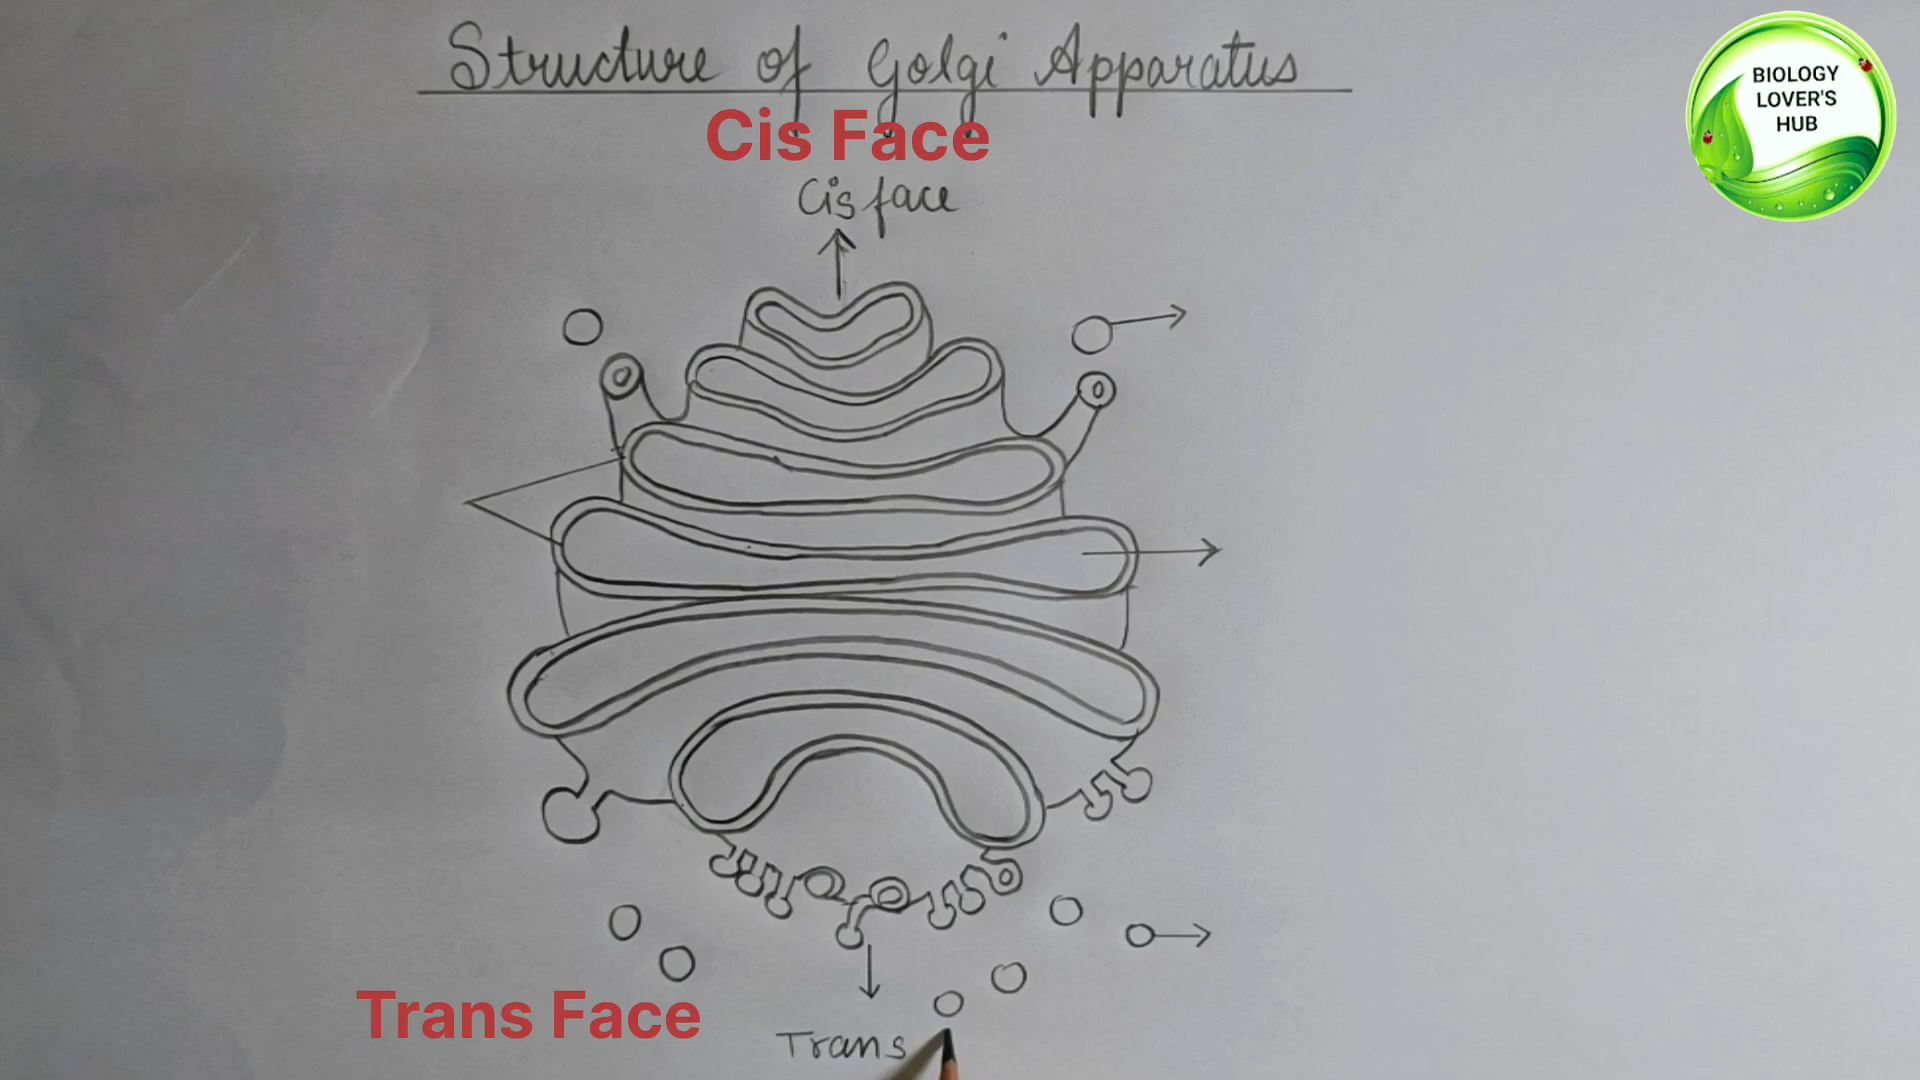 Structure of Golgi Apparatus
Cis Face
Cis face
BIOLOGY
LOVER'S
HUB
Trans Face
Trans